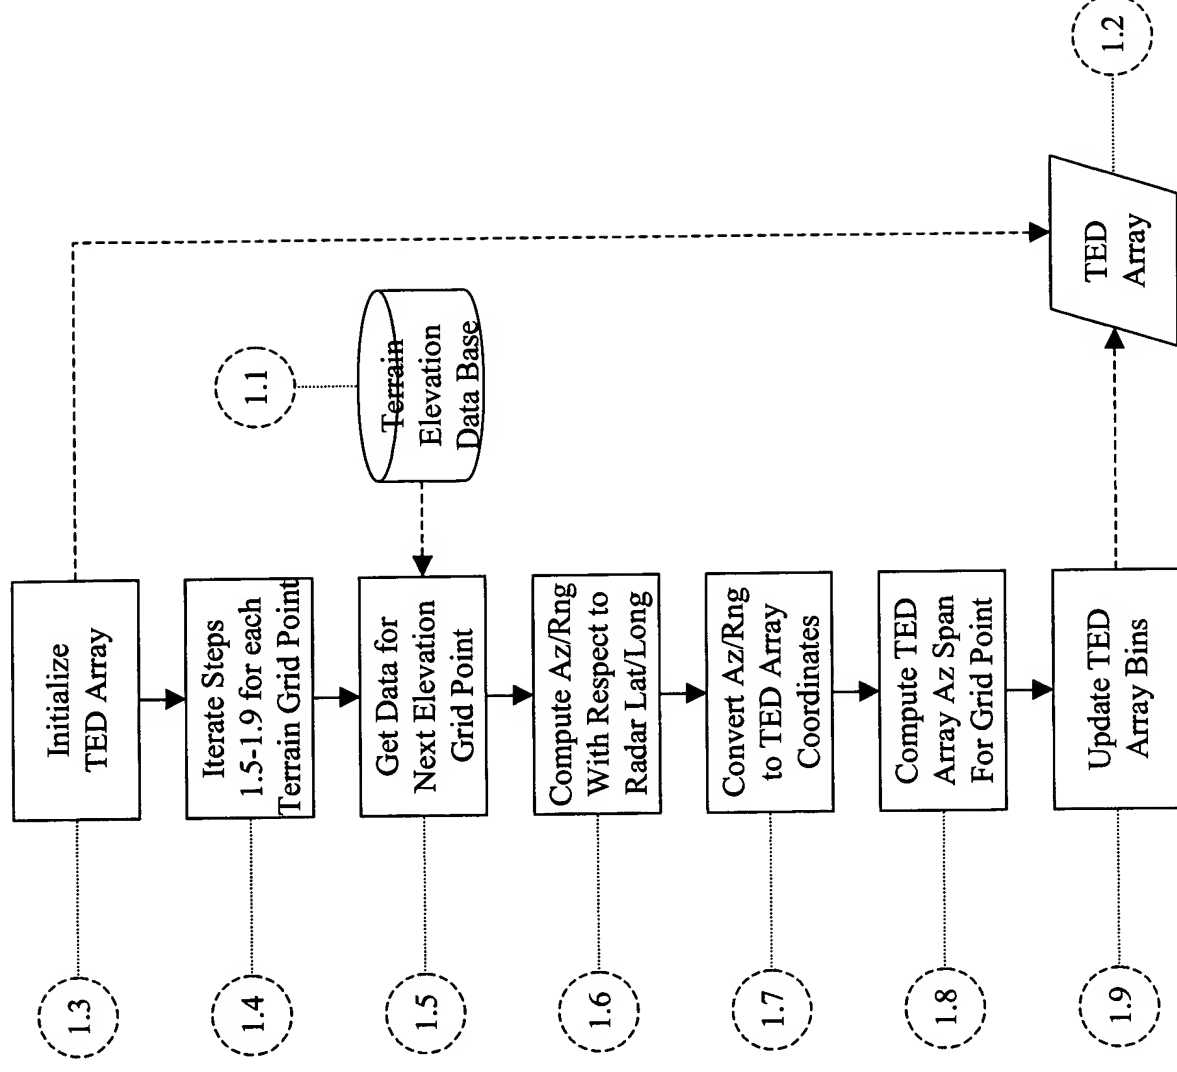 1.3
Initialize
TED Array
1.4
Iterate Steps
1.5-1.9 for each
Terrain Grid Point
1.1
Terrain
Elevation
Data Base
1.5
Get Data for
Next Elevation
Grid Point
1.6
Compute Az/Rng
With Respect to
Radar Lat/Long
1.7
Convert Az/Rng
to TED Array
Coordinates
1.8
Compute TED
Array Az Span
For Grid Point
1.9
Update TED
Array Bins
TED
Array
1.2